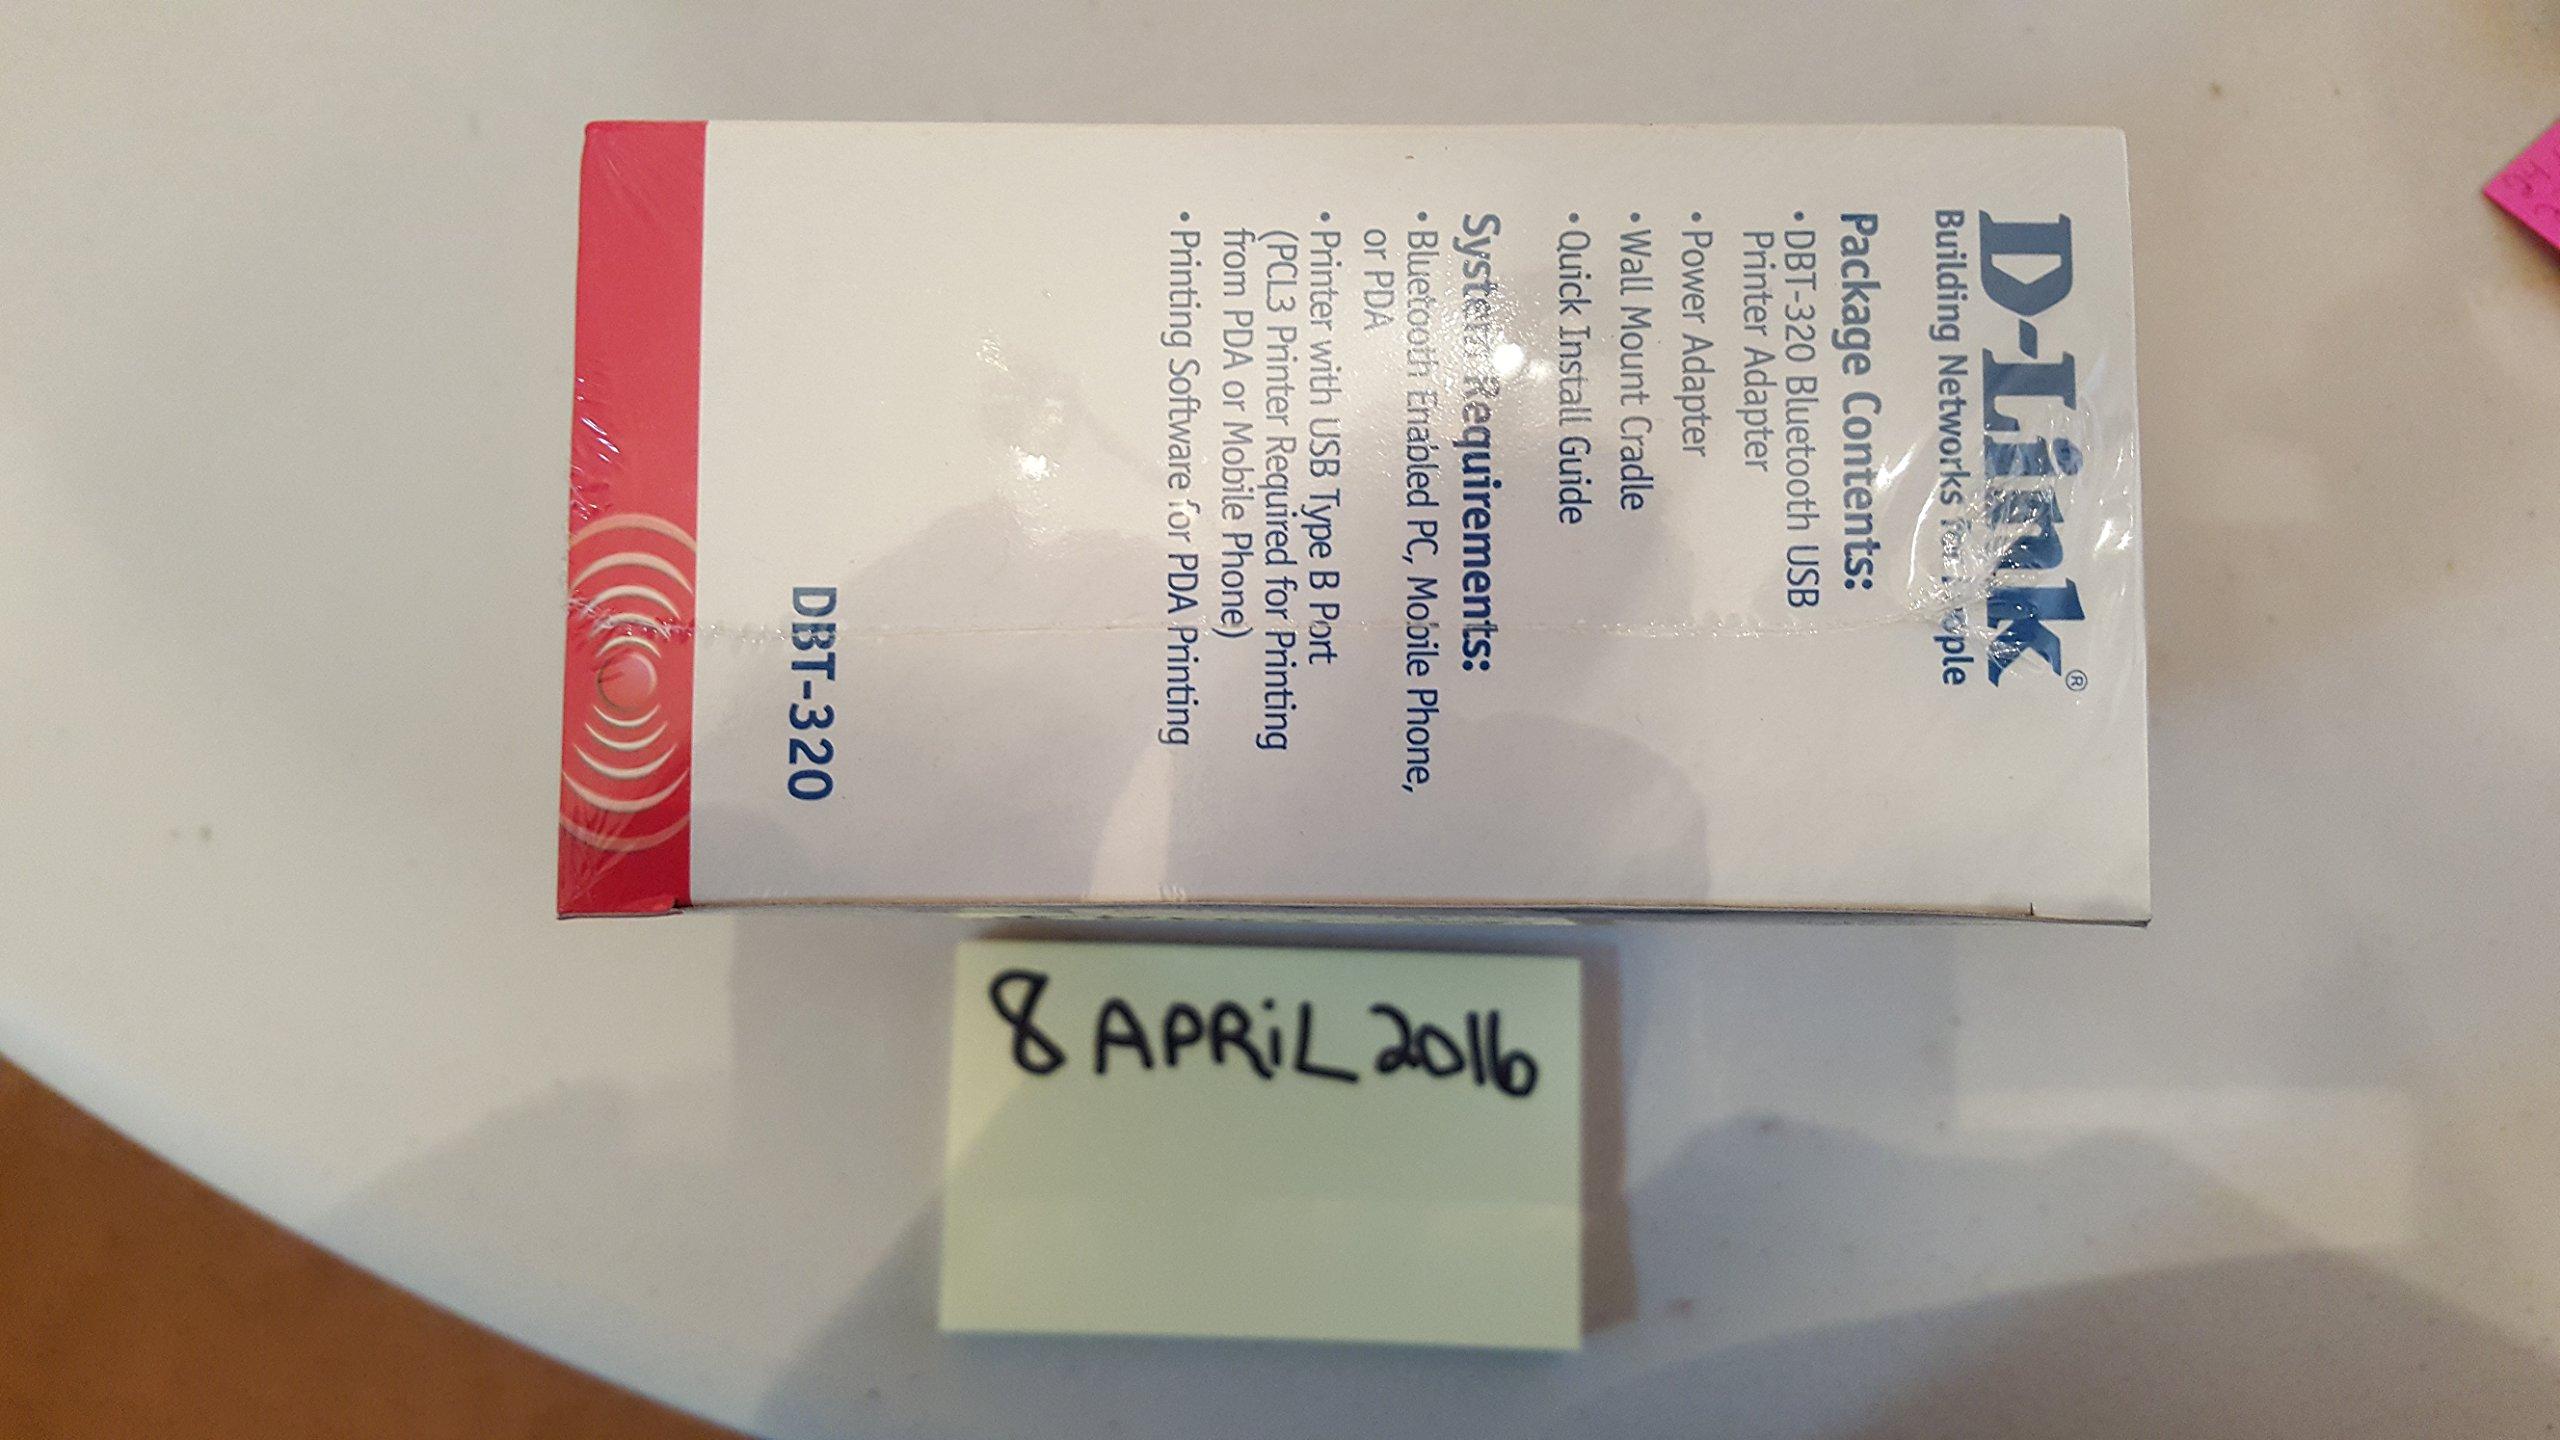 D-Link®
Building Networks for People
Package Contents:
• DBT-320 Bluetooth USB
Printer Adapter
• Power Adapter
• Wall Mount Cradle
• Quick Install Guide
System Requirements:
• Bluetooth Enabled PC, Mobile Phone,
or PDA
• Printer with USB Type B Port
(PCL3 Printer Required for Printing
from PDA or Mobile Phone)
• Printing Software for PDA Printing
DBT-320
8 APRiL 2016